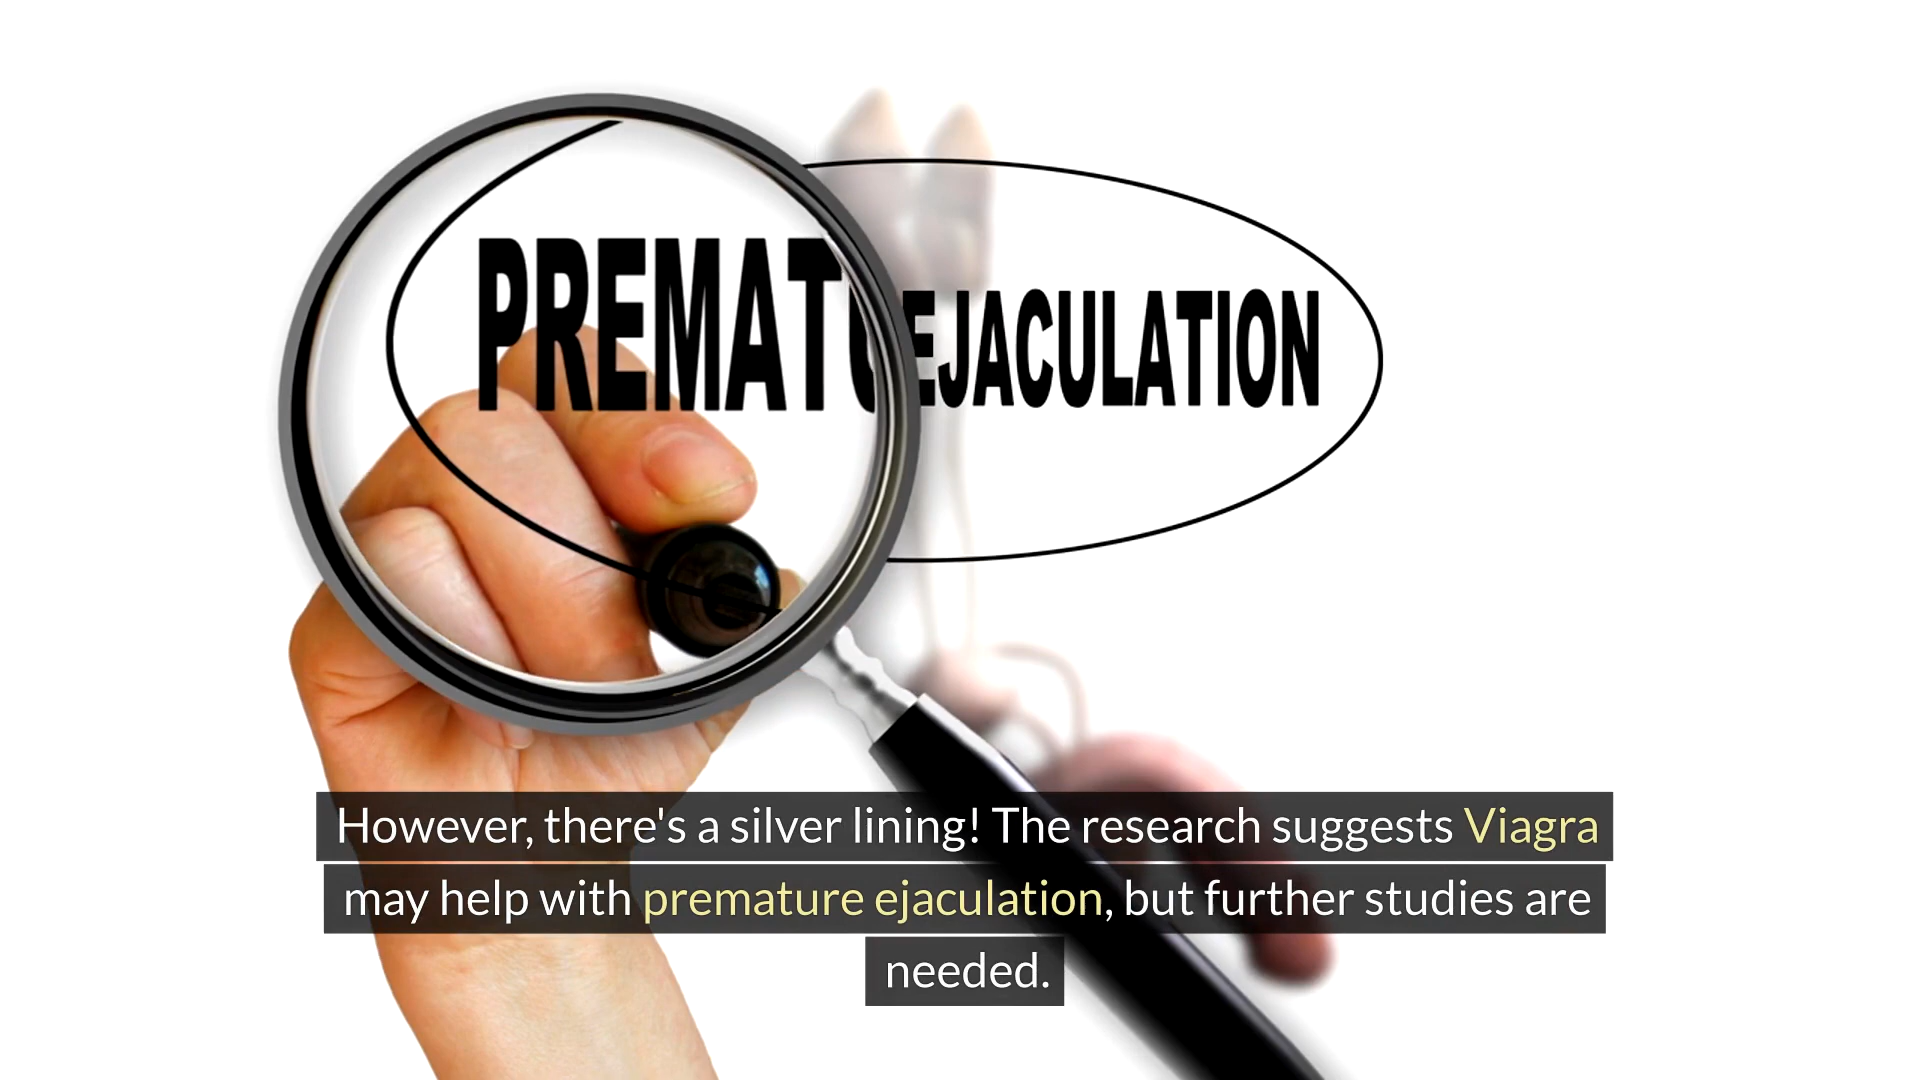 PREMATU EJACULATION
However, there's a silver lining! The research suggests Viagra
may help with premature ejaculation, but further studies are
needed.